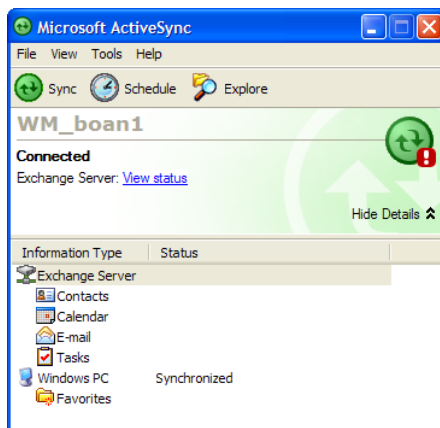 Microsoft ActiveSync
File View Tools Help
Sync Schedule Explore
WM_boan1
Connected
Exchange Server: View status
Hide Details
Information Type Status
Exchange Server
Contacts
Calendar
E-mail
Tasks
Windows PC Synchronized
Favorites